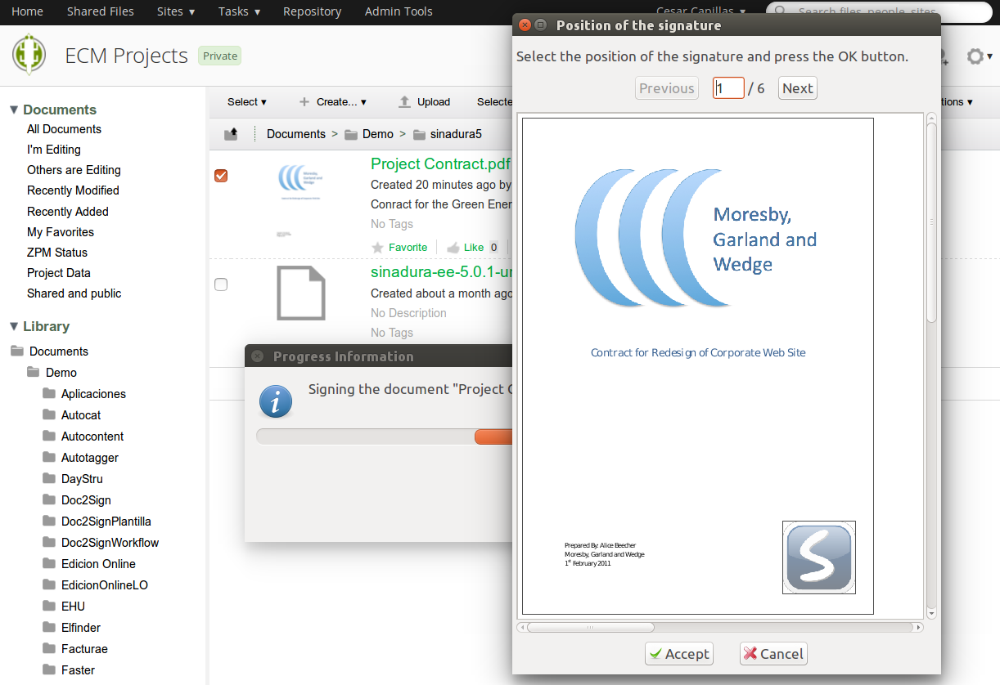 Home Shared Files Sites ▾ Tasks ▾ Repository Admin Tools Cesar Capillas ▾ Search files, people, sites
ECM Projects Private
Documents
All Documents
I'm Editing
Others are Editing
Recently Modified
Recently Added
My Favorites
ZPM Status
Project Data
Shared and public
Library
Documents
Demo
Aplicaciones
Autocat
Autocontent
Autotagger
DayStru
Doc2Sign
Doc2SignPlantilla
Doc2SignWorkflow
Edicion Online
EdicionOnlineLO
EHU
Elfinder
Facturae
Faster
Select ▾ + Create... ▾ Upload Selecte
tions ▾
Documents > Demo > sinadura5
Project Contract.pdf
Created 20 minutes ago by
Conract for the Green Ener
No Tags
Favorite Like 0
sinadura-ee-5.0.1-un
Created about a month ago
No Description
No Tags
Progress Information
Signing the document "Project C
Position of the signature
Select the position of the signature and press the OK button.
Previous 1 / 6 Next
Moresby,
Garland and
Wedge
Contract for Redesign of Corporate Web Site
Prepared By: Alice Beecher
Moresby, Garland and Wedge
1st February 2011
Accept Cancel